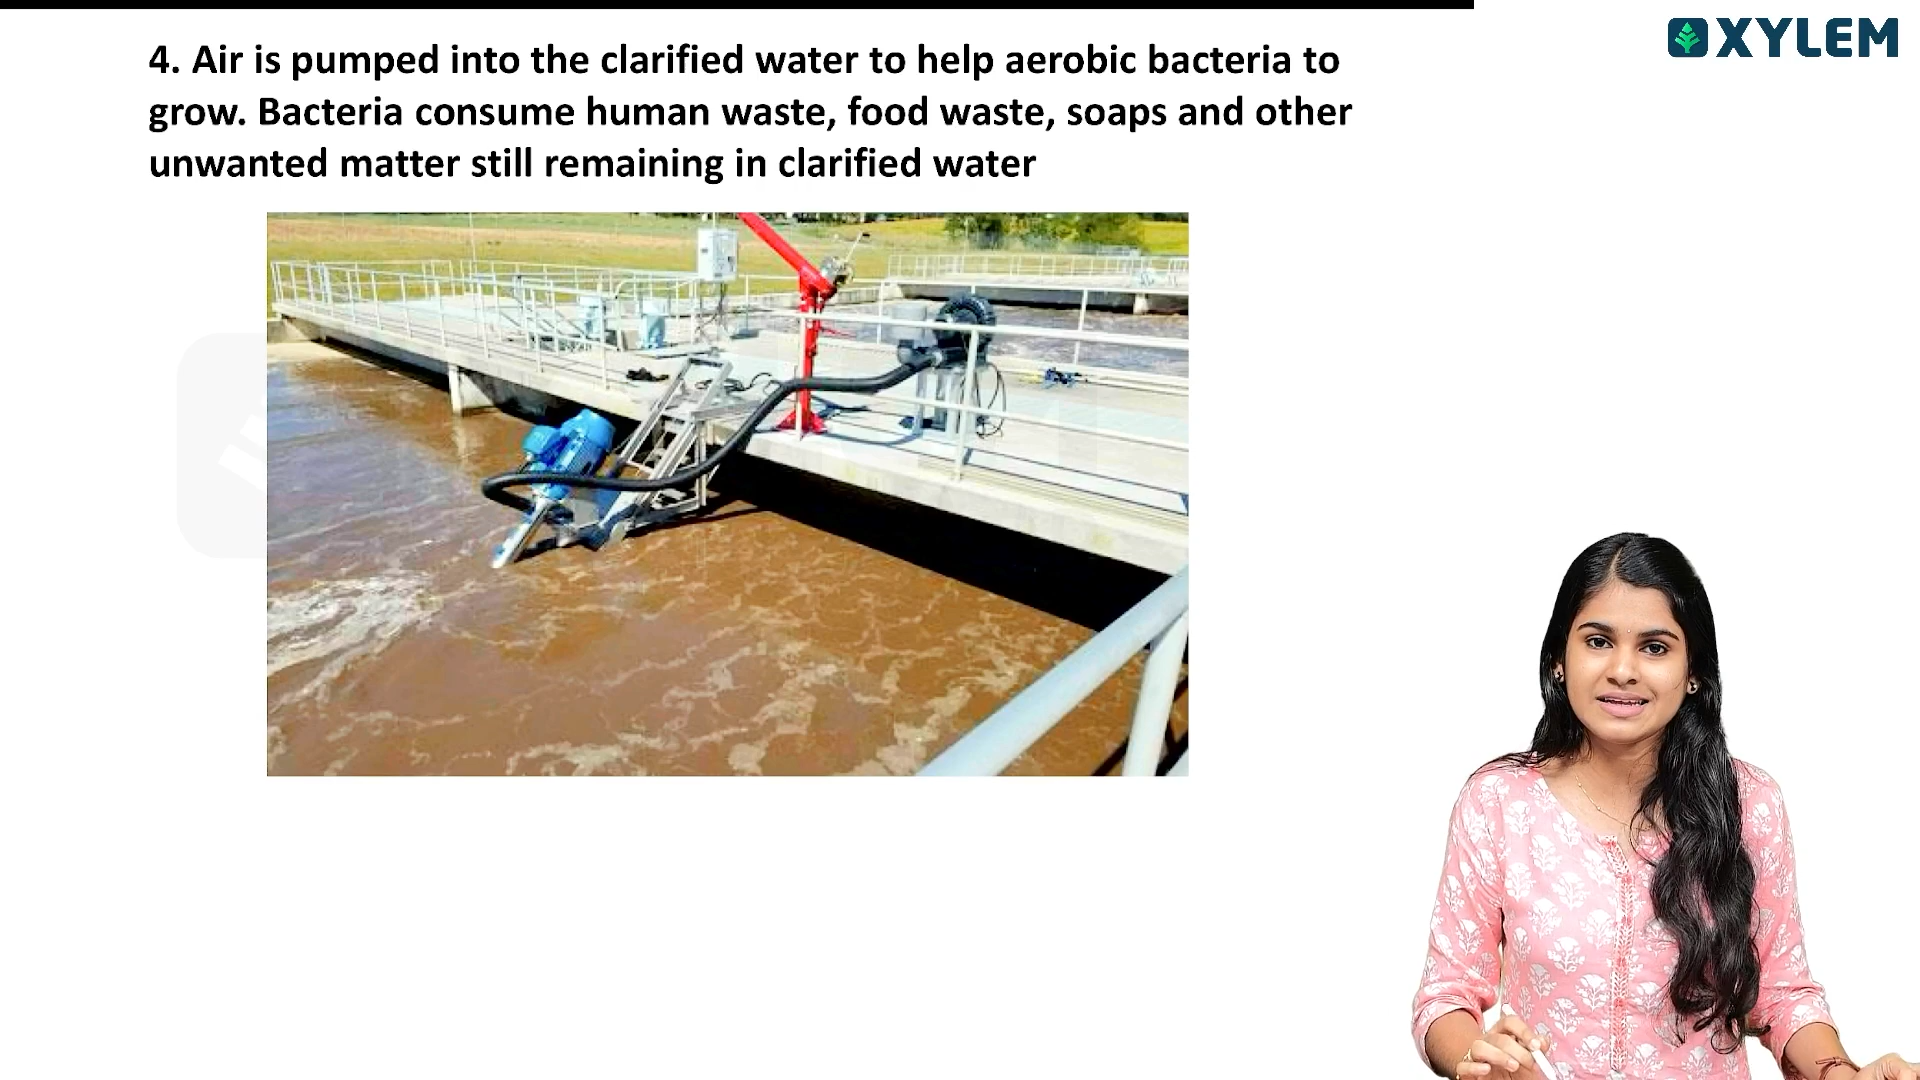 XYLEM
4. Air is pumped into the clarified water to help aerobic bacteria to
grow. Bacteria consume human waste, food waste, soaps and other
unwanted matter still remaining in clarified water